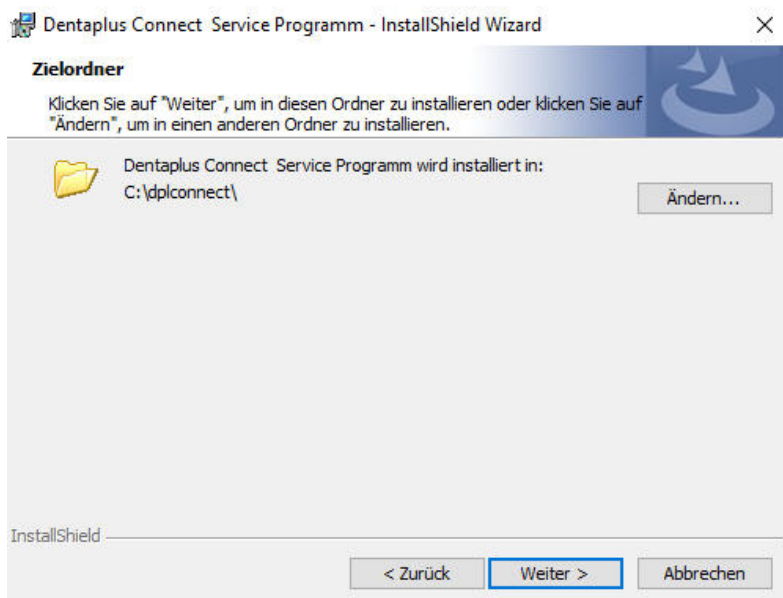 Dentaplus Connect  Service Programm - InstallShield Wizard
Zielordner
Klicken Sie auf "Weiter", um in diesen Ordner zu installieren oder klicken Sie auf
"Ändern", um in einen anderen Ordner zu installieren.
Dentaplus Connect  Service Programm wird installiert in:
C:\dplconnect\
Ändern...
InstallShield
< Zurück
Weiter >
Abbrechen